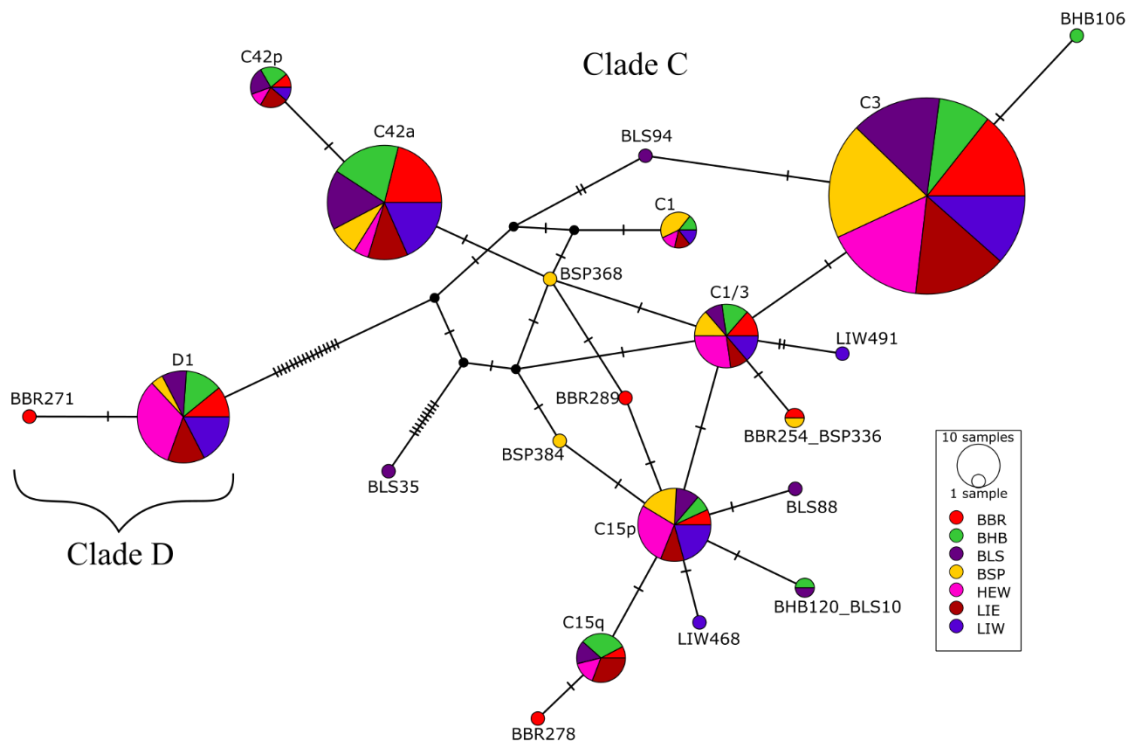 BHB106
C42p
Clade C
C3
C42a
BLS94
C1
BSP368
C1/3
LIW491
D1
BBR271
BBR289
BBR254_BSP336
BSP384
BLS35
BLS88
C15p
Clade D
BHB120_BLS10
LIW468
C15q
BBR278
10 samples
1 sample
BBR
BHB
BLS
BSP
HEW
LIE
LIW